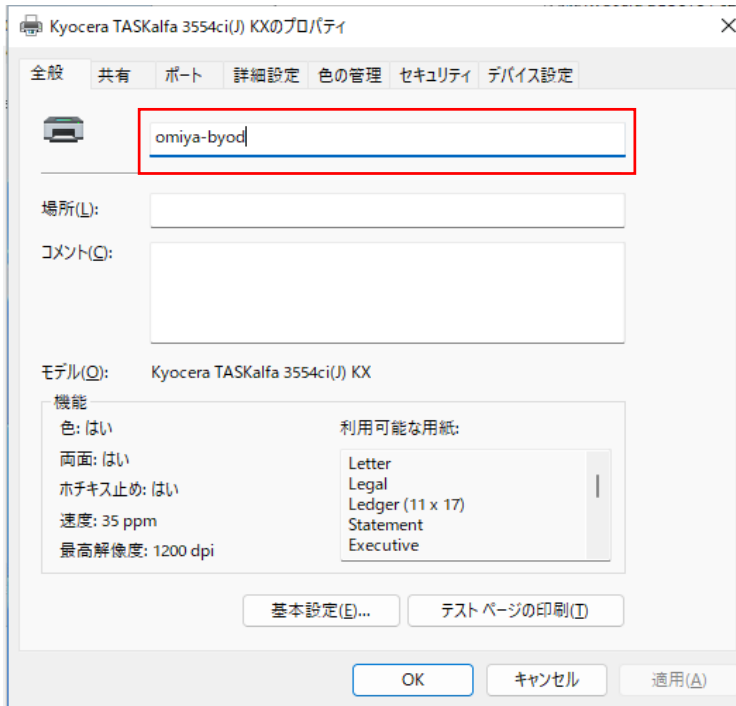 Kyocera TASKalfa 3554ci(J) KXのプロパティ
全般 共有 ポート 詳細設定 色の管理 セキュリティ デバイス設定
omiya-byod
場所(L):
コメント(C):
モデル(O): Kyocera TASKalfa 3554ci(J) KX
機能
色: はい
両面: はい
ホチキス止め: はい
速度: 35 ppm
最高解像度: 1200 dpi
利用可能な用紙:
Letter
Legal
Ledger (11 x 17)
Statement
Executive
基本設定(E)... テスト ページの印刷(T)
OK キャンセル 適用(A)